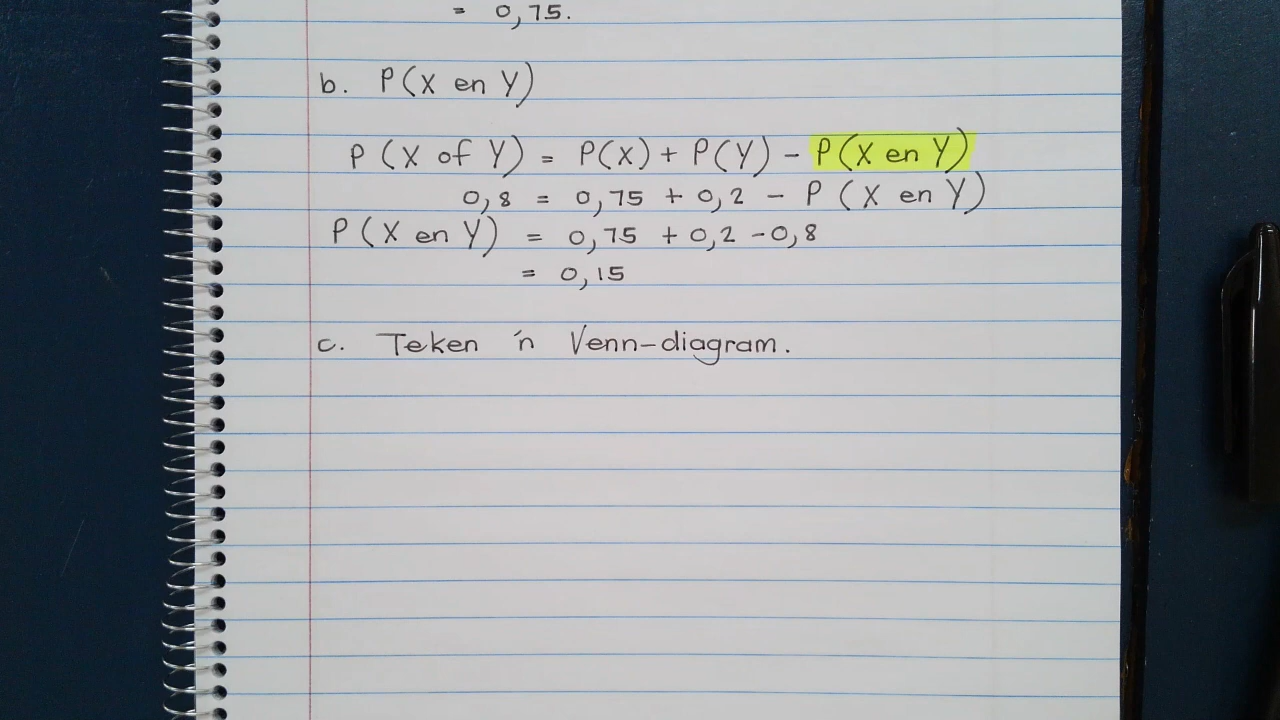 = 0,75.
b. P(X en Y)
P (X of Y) = P(X) + P(Y) - P(X en Y)
0,8 = 0,75 + 0,2 - P (X en Y)
P (X en Y) = 0,75 + 0,2 - 0,8
= 0,15
c. Teken 'n Venn-diagram.